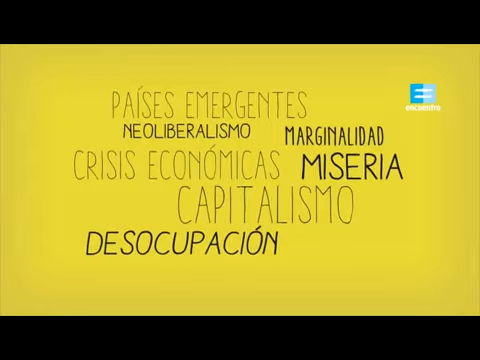 PAÍSES EMERGENTES
encuentro
NEOLIBERALISMO
MARGINALIDAD
CRISIS ECONÓMICAS
MISERIA
CAPITALISMO
DESOCUPACIÓN